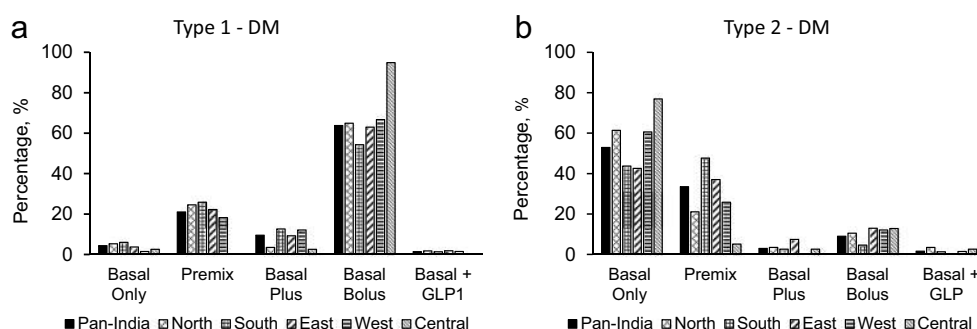 a
Type 1 - DM
Percentage, %
100
80
60
40
20
0
Basal Only
Premix
Basal Plus
Basal Bolus
Basal + GLP1
Pan-India North South East West Central
b
Type 2 - DM
Percentage, %
100
80
60
40
20
0
Basal Only
Premix
Basal Plus
Basal Bolus
Basal + GLP
Pan-India North South East West Central